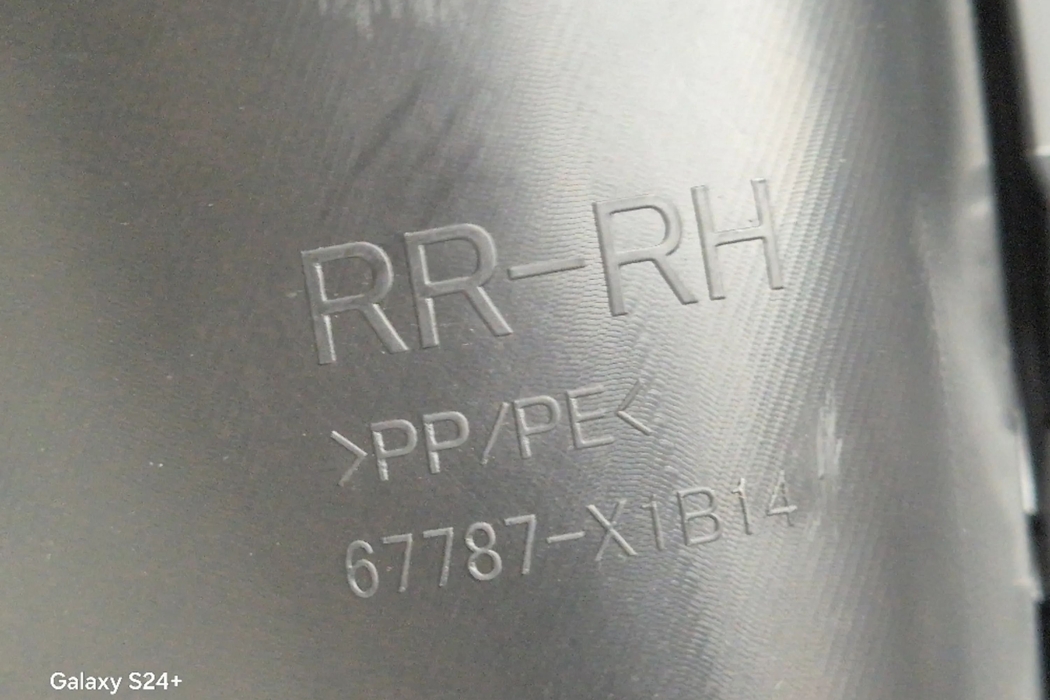 RR-RH
>PP/PE<
67787-X1B14
Galaxy S24+